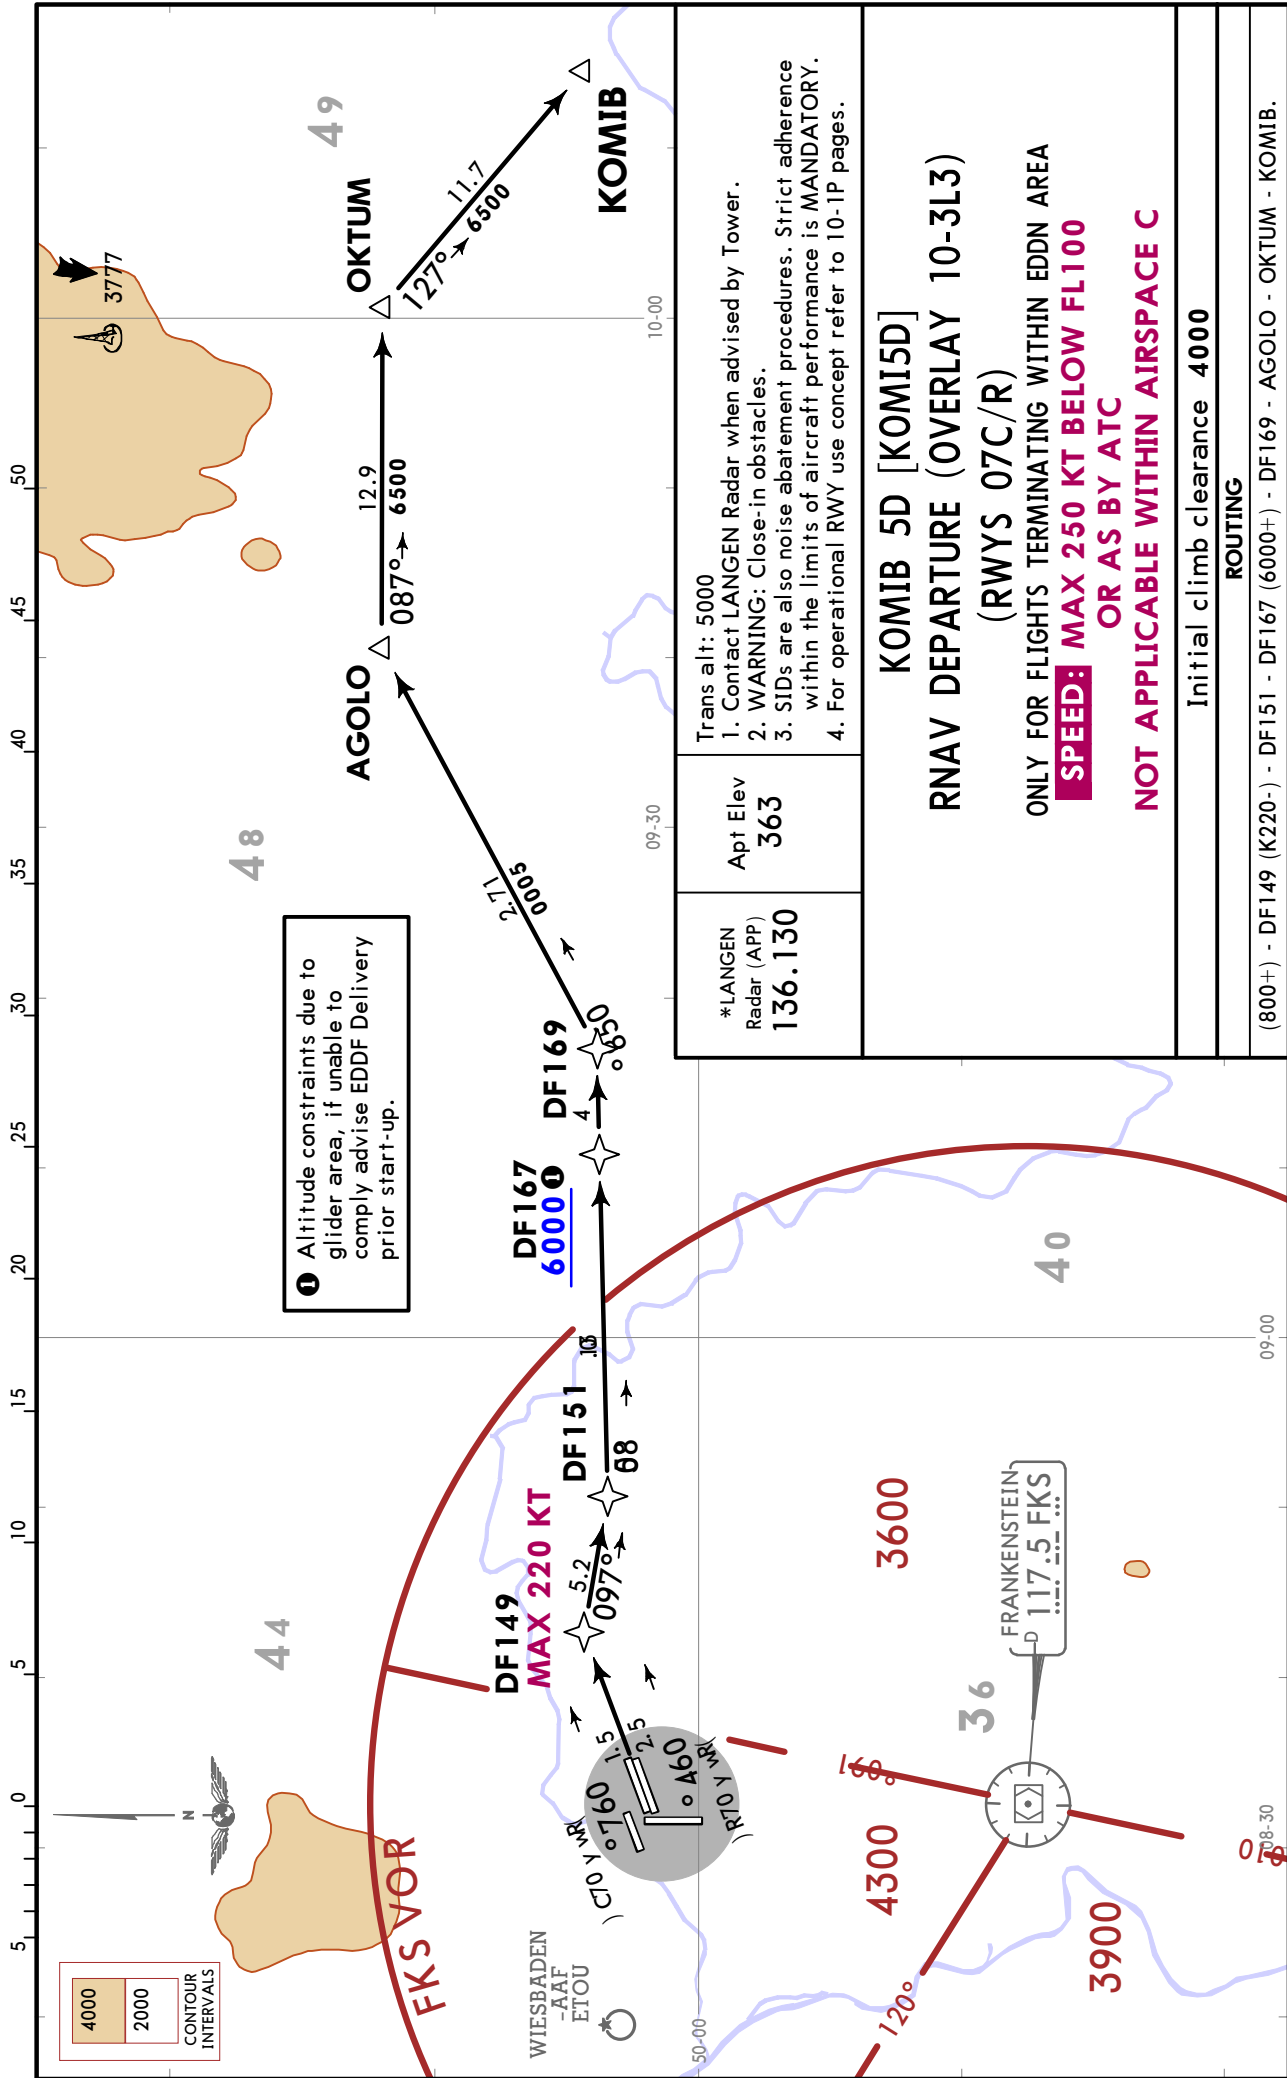 5 0 5 10 15 20 25 30 35 40 45 50
4000
2000
CONTOUR
INTERVALS
N
FKS VOR
44
48
49
3777
❶ Altitude constraints due to
glider area, if unable to
comply advise EDDF Delivery
prior start-up.
DF149
MAX 220 KT
DF151
DF167
6000 ❶
DF169
AGOLO
OKTUM
KOMIB
1.5
2.5
5.2
097°
4
12.9
087°
6500
11.7
127°
6500
WIESBADEN
-AAF
ETOU
50-00
4300
3900
120°
36
3600
40
FRANKENSTEIN
D 117.5 FKS
08-30
09-00
09-30
10-00
*LANGEN
Radar (APP)
136.130
Apt Elev
363
Trans alt: 5000
1. Contact LANGEN Radar when advised by Tower.
2. WARNING: Close-in obstacles.
3. SIDs are also noise abatement procedures. Strict adherence
within the limits of aircraft performance is MANDATORY.
4. For operational RWY use concept refer to 10-1P pages.
KOMIB 5D [KOMI5D]
RNAV DEPARTURE (OVERLAY 10-3L3)
(RWYS 07C/R)
ONLY FOR FLIGHTS TERMINATING WITHIN EDDN AREA
SPEED: MAX 250 KT BELOW FL100
OR AS BY ATC
NOT APPLICABLE WITHIN AIRSPACE C
Initial climb clearance 4000
ROUTING
(800+) - DF149 (K220-) - DF151 - DF167 (6000+) - DF169 - AGOLO - OKTUM - KOMIB.